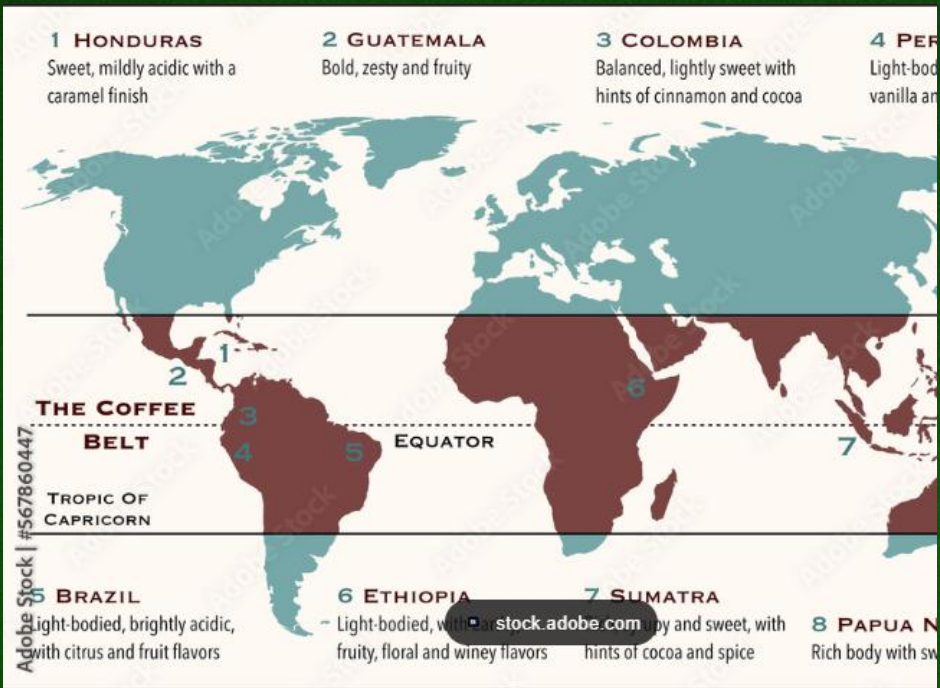 1 HONDURAS
Sweet, mildly acidic with a
caramel finish
2 GUATEMALA
Bold, zesty and fruity
3 COLOMBIA
Balanced, lightly sweet with
hints of cinnamon and cocoa
4 PER
Light-bod
vanilla an
1
2
THE COFFEE
BELT
3
4
5
EQUATOR
6
7
TROPIC OF
CAPRICORN
5 BRAZIL
Light-bodied, brightly acidic,
with citrus and fruit flavors
6 ETHIOPIA
Light-bodied, with
fruity, floral and winey flavors
7 SUMATRA
and sweet, with
hints of cocoa and spice
8 PAPUA N
Rich body with sw
stock.adobe.com
Adobe Stock | #567860447
Adobe Stock